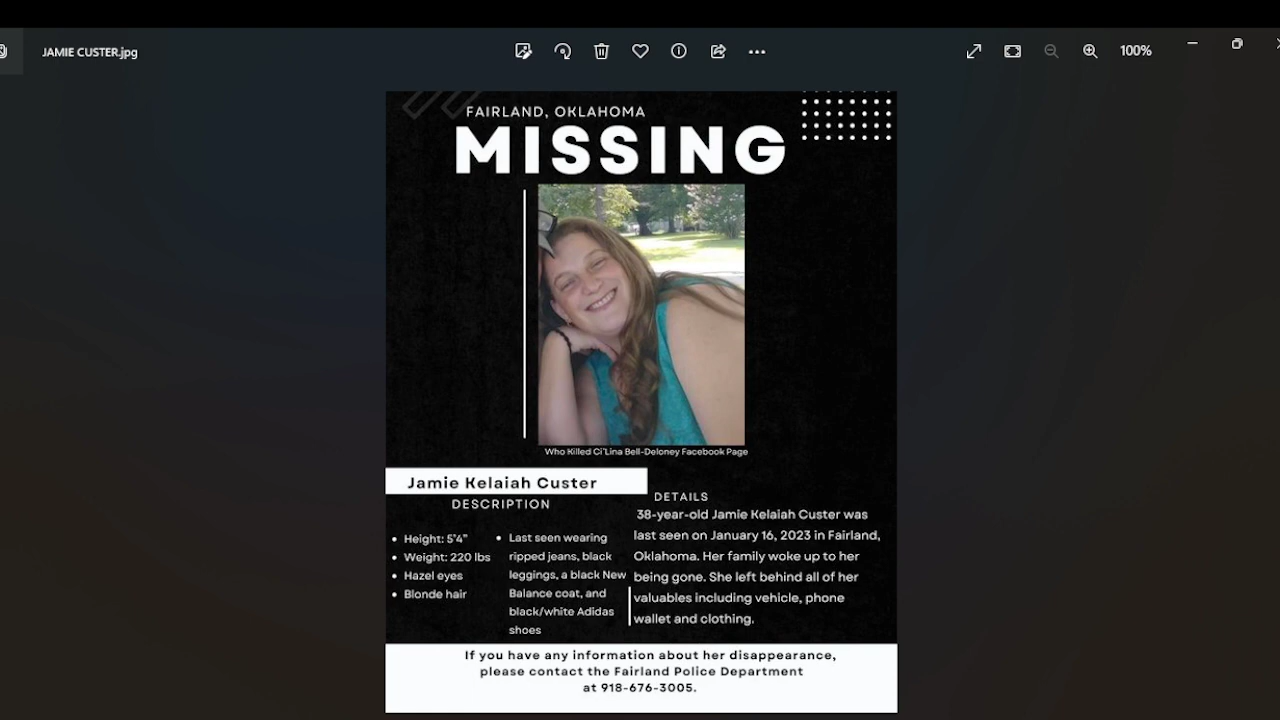 JAMIE CUSTER.jpg
100%
FAIRLAND, OKLAHOMA
MISSING
Who Killed Ci'Lina Bell-Deloney Facebook Page
Jamie Kelaiah Custer
DESCRIPTION
• Height: 5'4"
• Weight: 220 lbs
• Hazel eyes
• Blonde hair
• Last seen wearing
ripped jeans, black
leggings, a black New
Balance coat, and
black/white Adidas
shoes
DETAILS
38-year-old Jamie Kelaiah Custer was
last seen on January 16, 2023 in Fairland,
Oklahoma. Her family woke up to her
being gone. She left behind all of her
valuables including vehicle, phone
wallet and clothing.
If you have any information about her disappearance,
please contact the Fairland Police Department
at 918-676-3005.